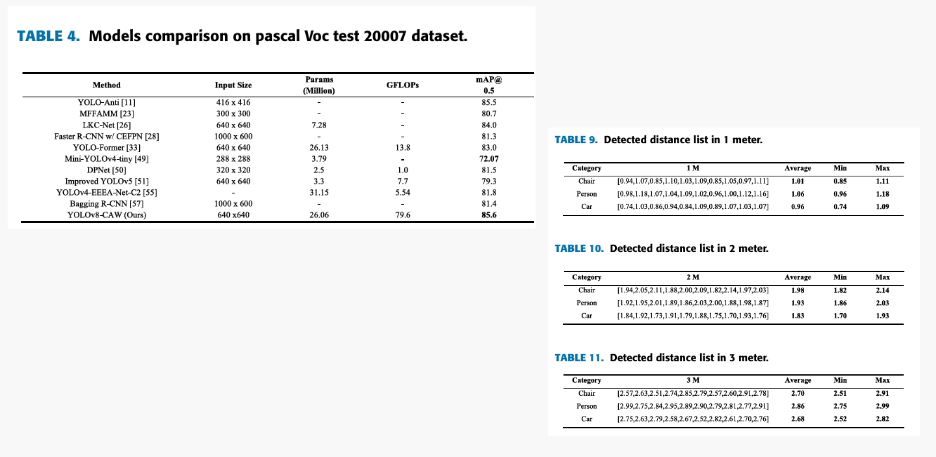 TABLE 4. Models comparison on pascal Voc test 20007 dataset.
Method Input Size Params (Million) GFLOPs mAP@ 0.5
YOLO-Anti [11] 416 x 416 - - 85.5
MFFAMM [23] 300 x 300 - - 80.7
LKC-Net [26] 640 x 640 7.28 - 84.0
Faster R-CNN w/ CEFPN [28] 1000 x 600 - - 81.3
YOLO-Former [33] 640 x 640 26.13 13.8 83.0
Mini-YOLOv4-tiny [49] 288 x 288 3.79 - 72.07
DPNet [50] 320 x 320 2.5 1.0 81.5
Improved YOLOv5 [51] 640 x 640 3.3 7.7 79.3
YOLOv4-EEEA-Net-C2 [55] - 31.15 5.54 81.8
Bagging R-CNN [57] 1000 x 600 - - 81.4
YOLOv8-CAW (Ours) 640 x640 26.06 79.6 85.6
TABLE 9. Detected distance list in 1 meter.
Category 1 M Average Min Max
Chair [0.94,1.07,0.85,1.10,1.03,1.09,0.85,1.05,0.97,1.11] 1.01 0.85 1.11
Person [0.98,1.18,1.07,1.04,1.09,1.02,0.96,1.00,1.12,1.16] 1.06 0.96 1.18
Car [0.74,1.03,0.86,0.94,0.84,1.09,0.89,1.07,1.03,1.07] 0.96 0.74 1.09
TABLE 10. Detected distance list in 2 meter.
Category 2 M Average Min Max
Chair [1.94,2.05,2.11,1.88,2.00,2.09,1.82,2.14,1.97,2.03] 1.98 1.82 2.14
Person [1.92,1.95,2.01,1.89,1.86,2.03,2.00,1.88,1.98,1.87] 1.93 1.86 2.03
Car [1.84,1.92,1.73,1.91,1.79,1.88,1.75,1.70,1.93,1.76] 1.83 1.70 1.93
TABLE 11. Detected distance list in 3 meter.
Category 3 M Average Min Max
Chair [2.57,2.63,2.51,2.74,2.85,2.79,2.57,2.60,2.91,2.78] 2.70 2.51 2.91
Person [2.99,2.75,2.84,2.95,2.89,2.90,2.79,2.81,2.77,2.91] 2.86 2.75 2.99
Car [2.75,2.63,2.79,2.58,2.67,2.52,2.82,2.61,2.70,2.76] 2.68 2.52 2.82